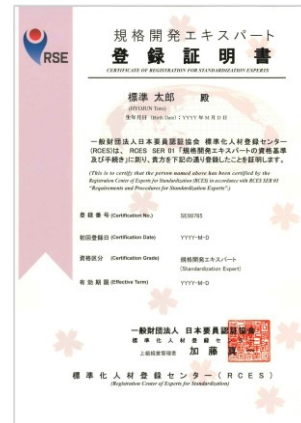 RSE
規格開発エキスパート
登録証明書
CERTIFICATE OF REGISTRATION FOR STANDARDIZATION EXPERTS
標準 太郎 殿
(HYOJUN Taro)
生年月日 (Birth Date) : YYYY 年 M 月 D 日
一般財団法人日本要員認証協会 標準化人材登録センター
(RCES)は、 RCES SER 01「規格開発エキスパートの資格基準
及び手続き」に則り、貴方を下記の通り登録したことを証明します。
(This is to certify that the person named above has been certified by the
Registration Center of Experts for Standardization (RCES) in accordance with RCES SER 01
"Requirements and Procedures for Standardization Experts".)
登録番号 (Certification No.) SE00765
初回登録日 (Certification Date) YYYY-M-D
資格区分 (Certification Grade) 規格開発エキスパート
(Standardization Expert)
有効期限 (Effective Term) YYYY-M-D
一般財団法人 日本要員認証協会
標準化人材登録セ
上級経営管理者 加藤
標準化人材登録センター (RCES)
(Registration Center of Experts for Standardization)